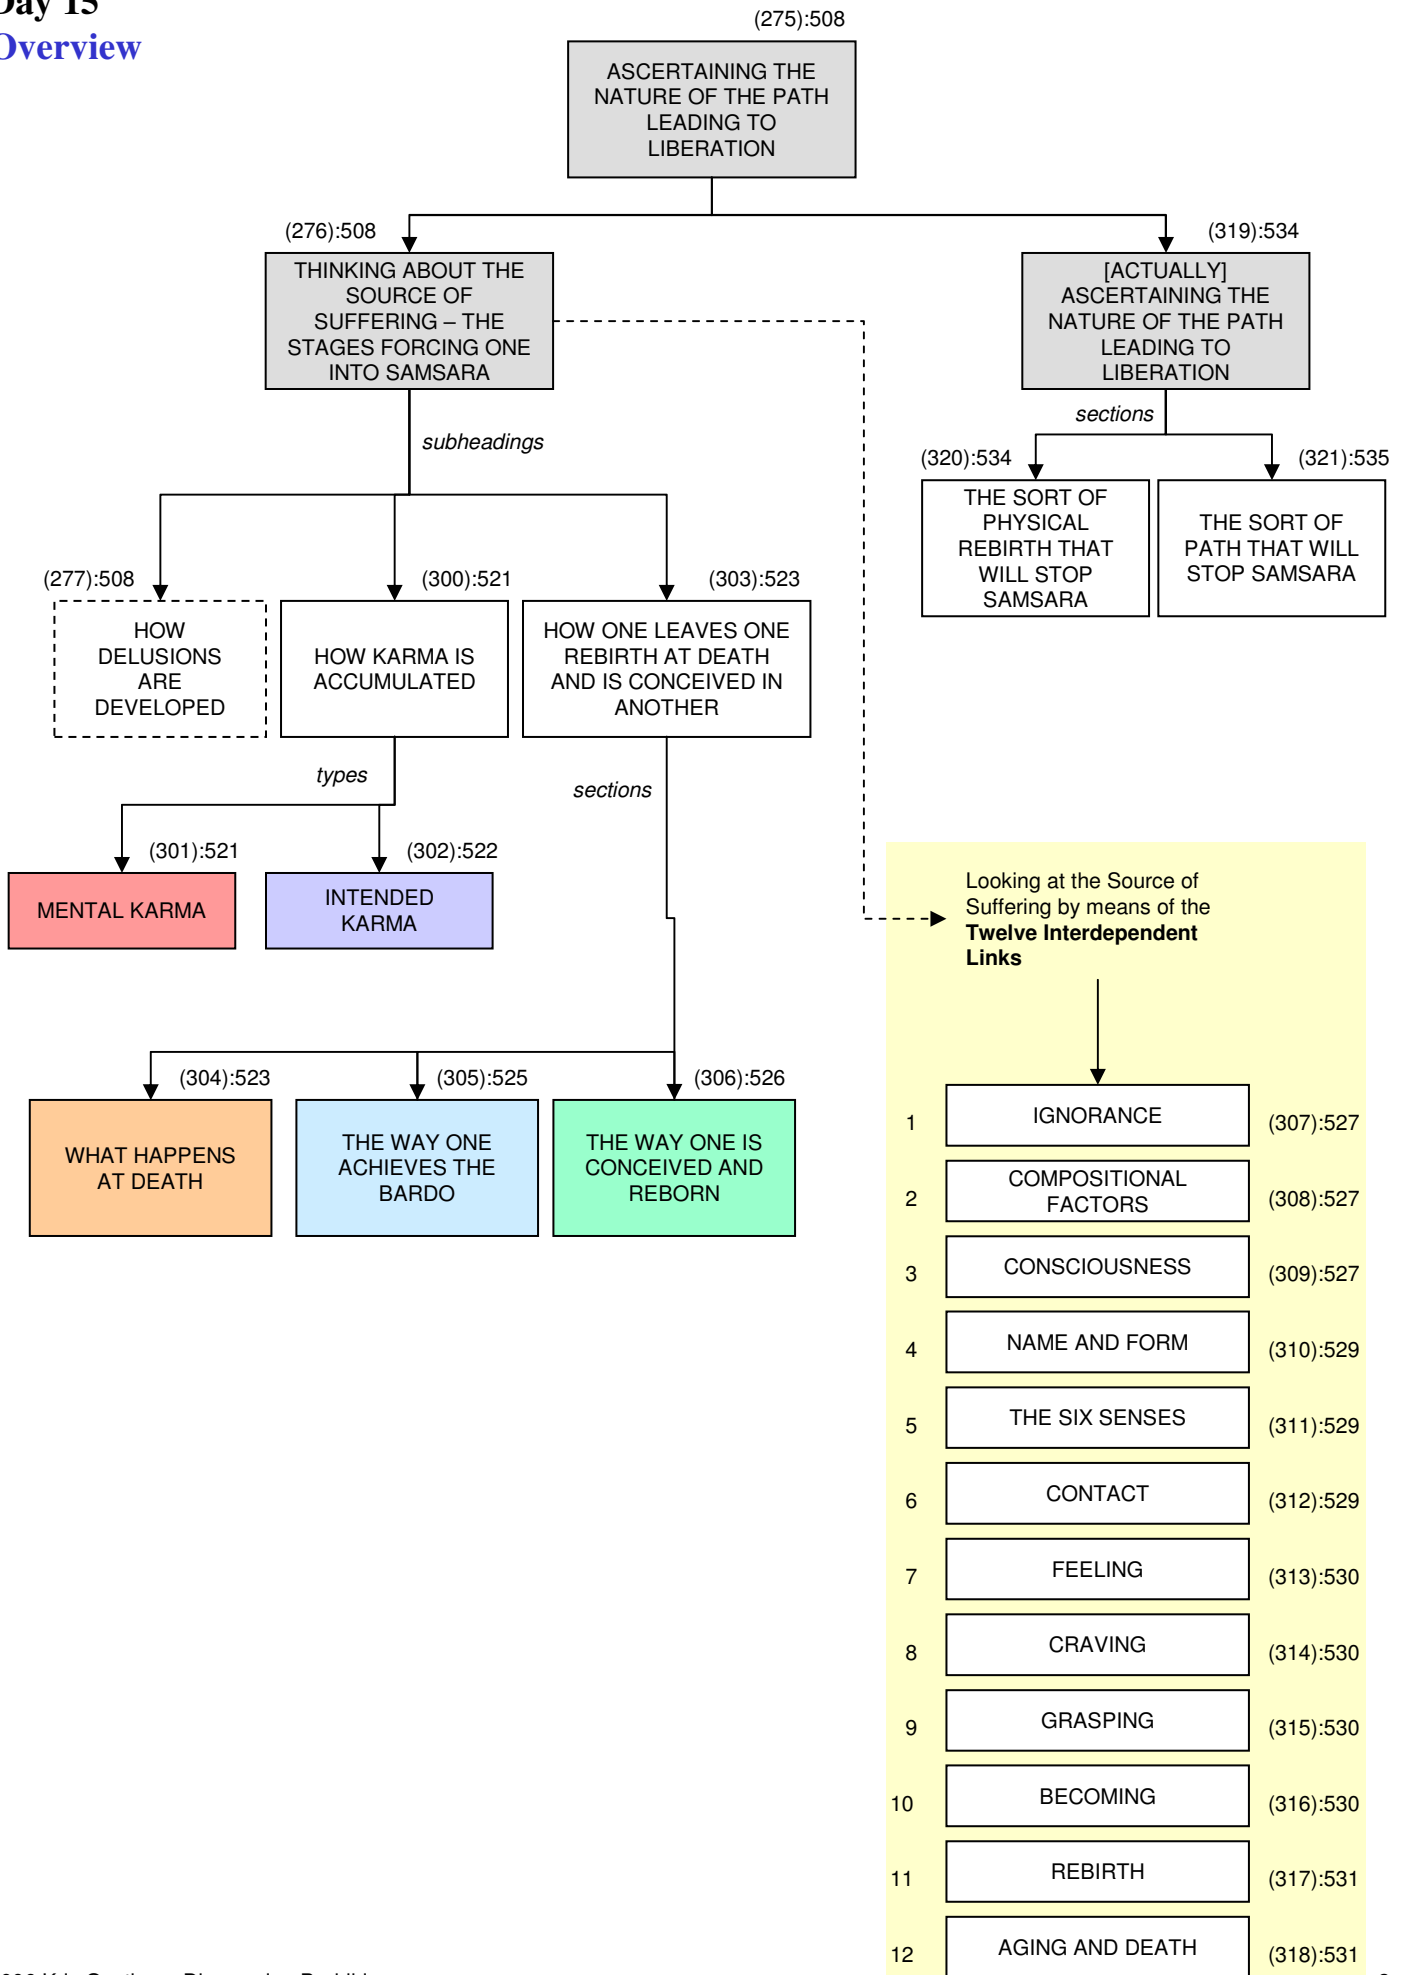 Day 15
Overview
(275):508
ASCERTAINING THE
NATURE OF THE PATH
LEADING TO
LIBERATION
(276):508
THINKING ABOUT THE
SOURCE OF
SUFFERING – THE
STAGES FORCING ONE
INTO SAMSARA
(319):534
[ACTUALLY]
ASCERTAINING THE
NATURE OF THE PATH
LEADING TO
LIBERATION
subheadings
sections
(320):534
THE SORT OF
PHYSICAL
REBIRTH THAT
WILL STOP
SAMSARA
(321):535
THE SORT OF
PATH THAT WILL
STOP SAMSARA
(277):508
HOW
DELUSIONS
ARE
DEVELOPED
(300):521
HOW KARMA IS
ACCUMULATED
(303):523
HOW ONE LEAVES ONE
REBIRTH AT DEATH
AND IS CONCEIVED IN
ANOTHER
types
sections
(301):521
MENTAL KARMA
(302):522
INTENDED
KARMA
(304):523
WHAT HAPPENS
AT DEATH
(305):525
THE WAY ONE
ACHIEVES THE
BARDO
(306):526
THE WAY ONE IS
CONCEIVED AND
REBORN
Looking at the Source of
Suffering by means of the
Twelve Interdependent
Links
1 IGNORANCE (307):527
2 COMPOSITIONAL
FACTORS (308):527
3 CONSCIOUSNESS (309):527
4 NAME AND FORM (310):529
5 THE SIX SENSES (311):529
6 CONTACT (312):529
7 FEELING (313):530
8 CRAVING (314):530
9 GRASPING (315):530
10 BECOMING (316):530
11 REBIRTH (317):531
12 AGING AND DEATH (318):531